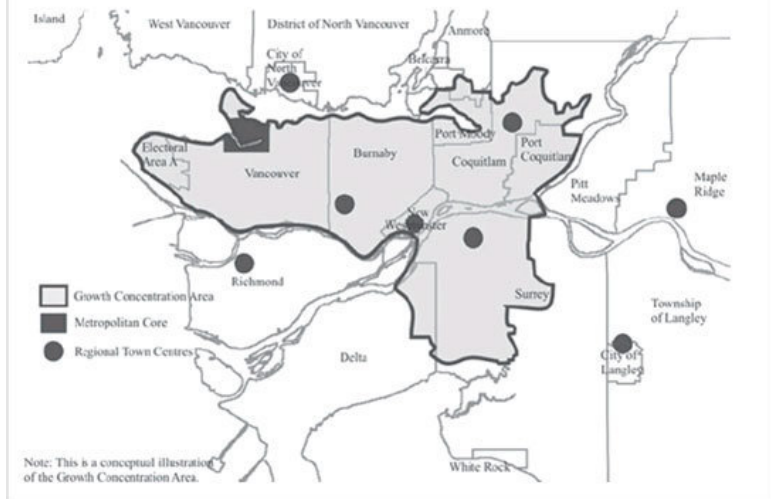 Island
West Vancouver
District of North Vancouver
Anmore
City of
North
Vancouver
Belcarra
Electoral
Area A
Vancouver
Burnaby
Port Moody
Coquitlam
Port
Coquitlam
Pitt
Meadows
Maple
Ridge
New
Westminster
Richmond
Growth Concentration Area
Metropolitan Core
Regional Town Centres
Surrey
Township
of Langley
City of
Langley
Delta
White Rock
Note: This is a conceptual illustration
of the Growth Concentration Area.